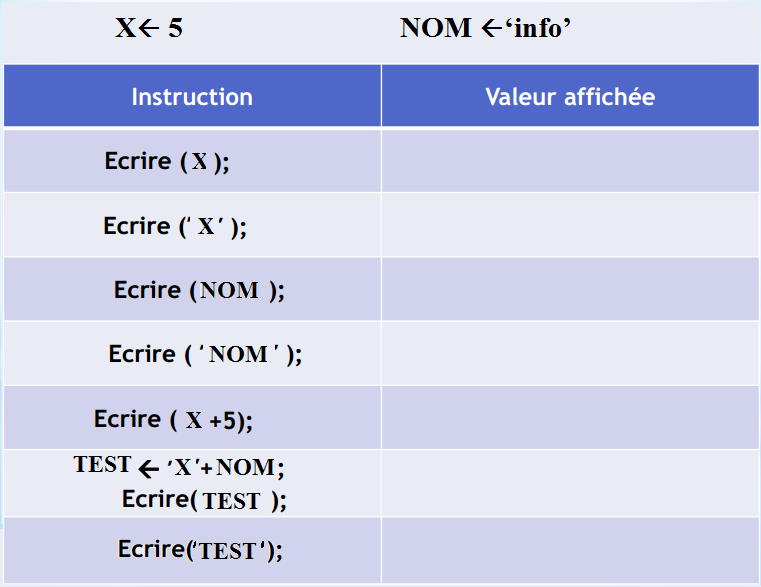 X← 5 NOM ←‘info’
Instruction Valeur affichée
Ecrire ( X );
Ecrire (‘ X ’ );
Ecrire (NOM );
Ecrire ( ‘ NOM ’ );
Ecrire ( X +5);
TEST ← ’X ‘+ NOM;
Ecrire( TEST );
Ecrire(‘TEST ‘);